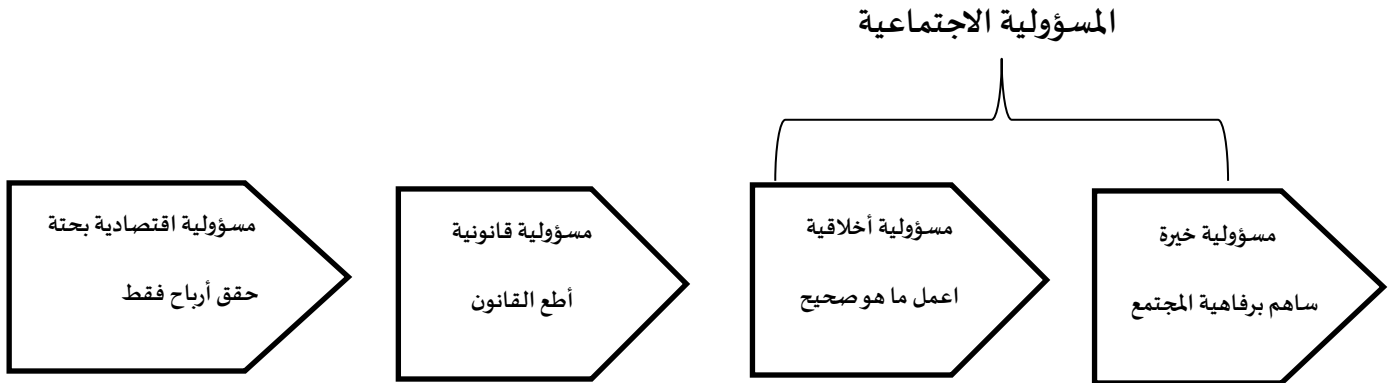 المسؤولية الاجتماعية
مسؤولية اقتصادية بحتة
حقق أرباح فقط
مسؤولية قانونية
أطع القانون
مسؤولية أخلاقية
اعمل ما هو صحيح
مسؤولية خيرة
ساهم برفاهية المجتمع